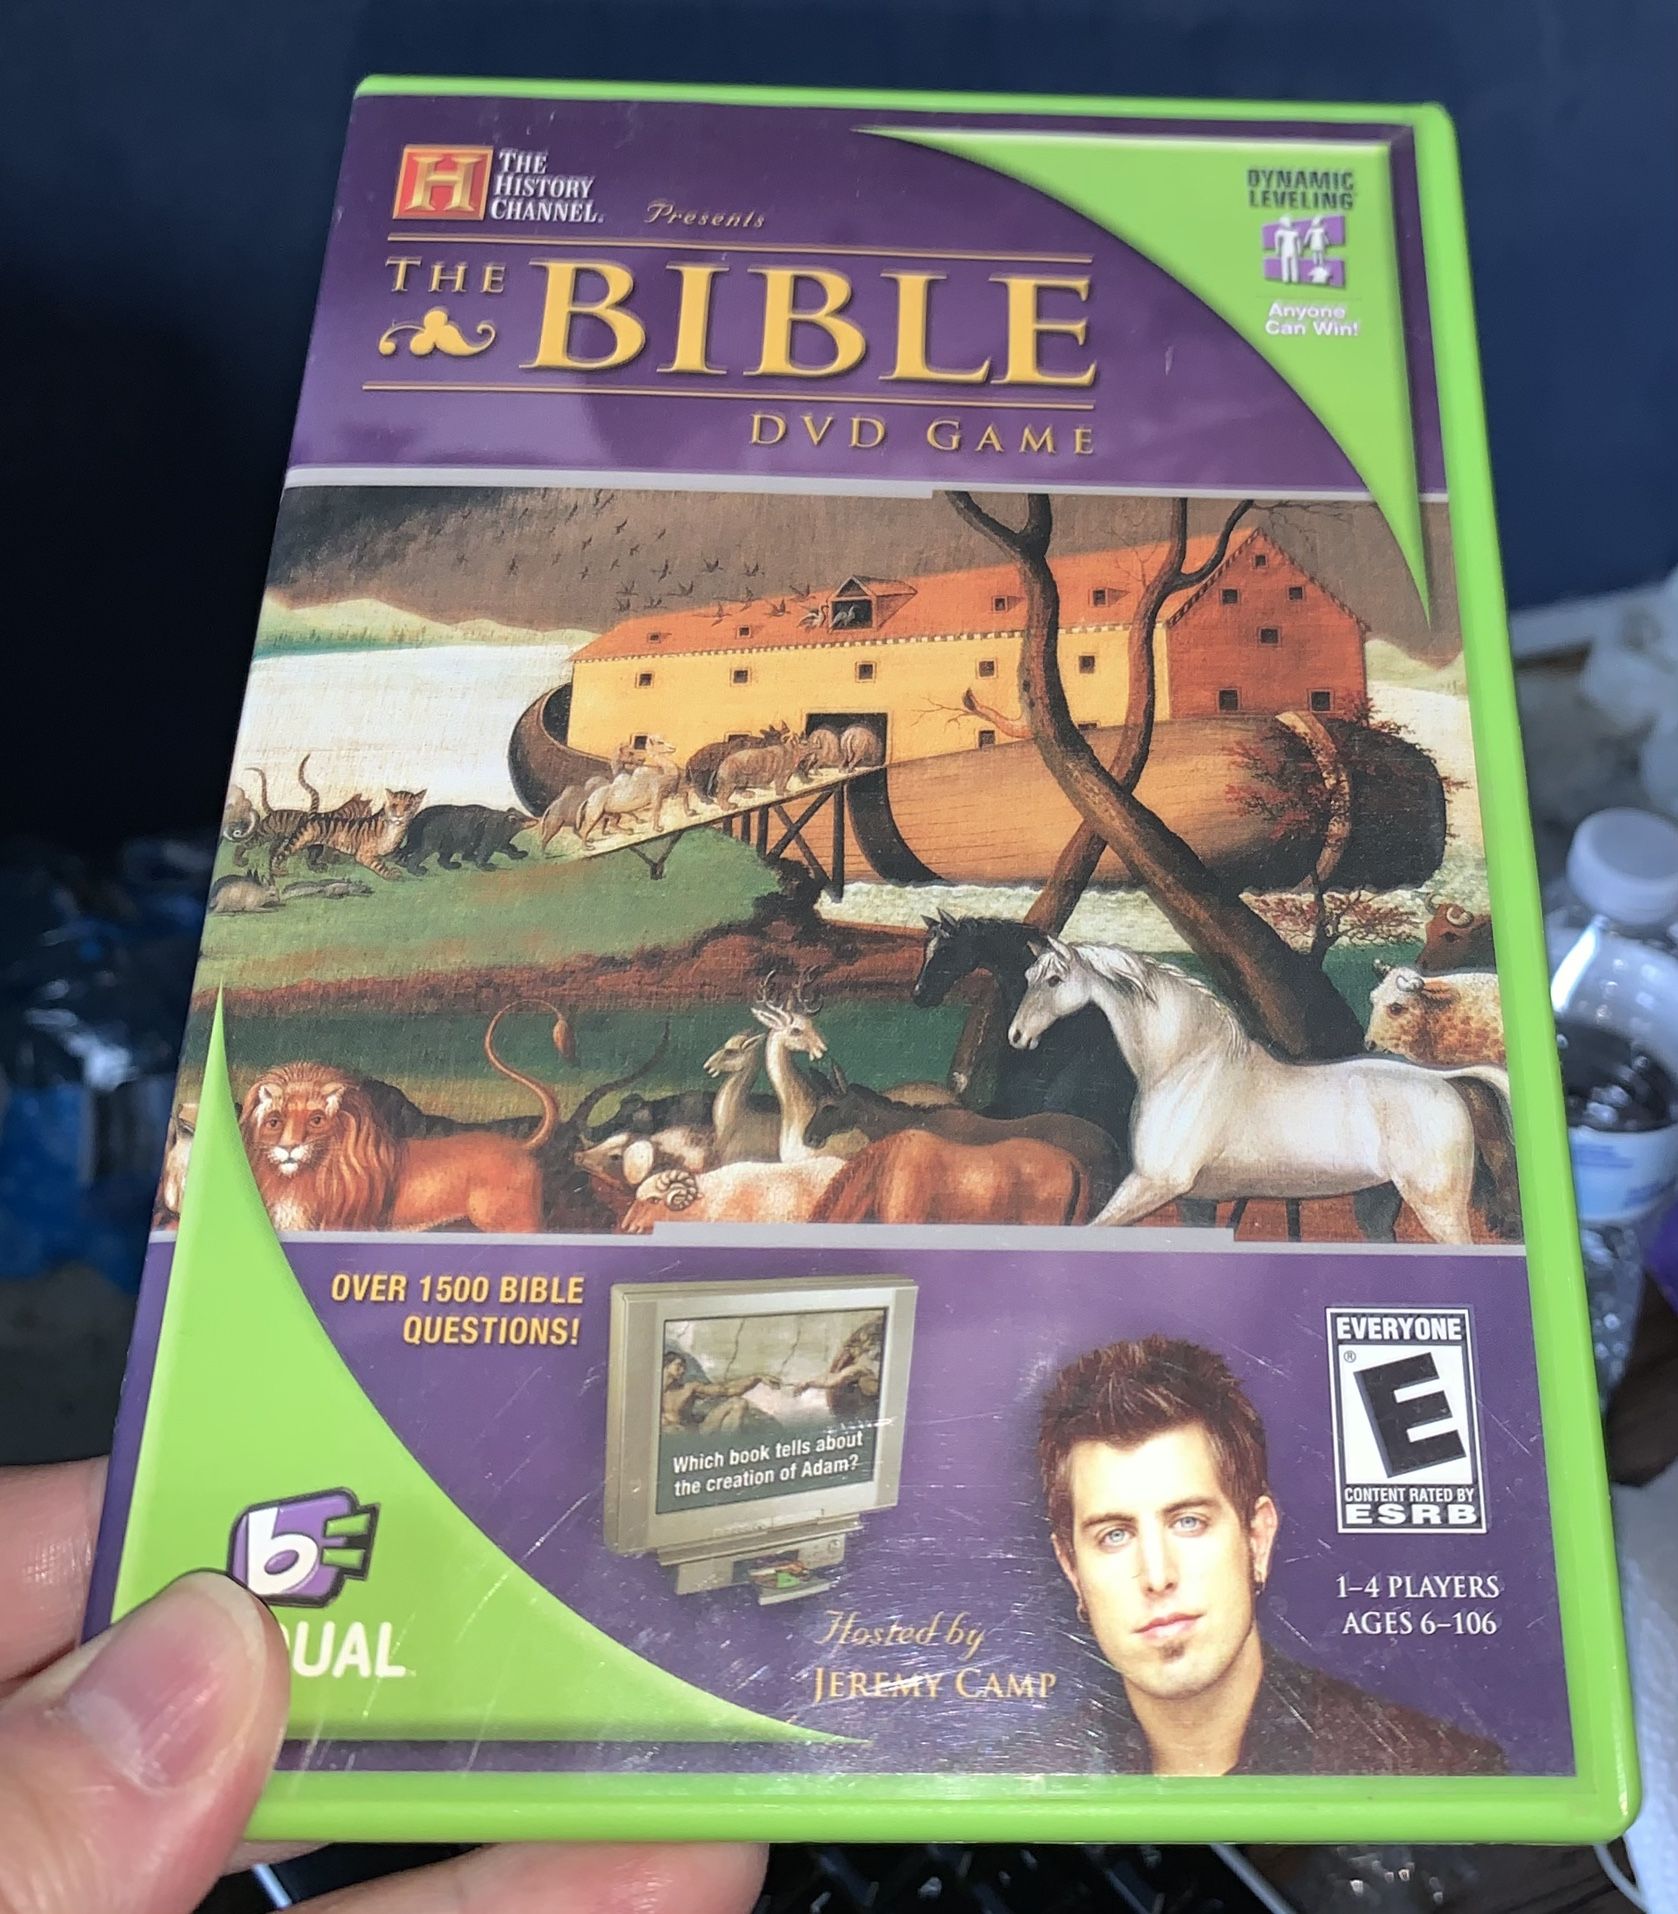 THE
HISTORY
CHANNEL.
Presents
THE BIBLE
DVD GAME
DYNAMIC
LEVELING
Anyone
Can Win!
OVER 1500 BIBLE
QUESTIONS!
Which book tells about
the creation of Adam?
Hosted by
JEREMY CAMP
EVERYONE
E
CONTENT RATED BY
ESRB
1–4 PLAYERS
AGES 6–106
b
UAL